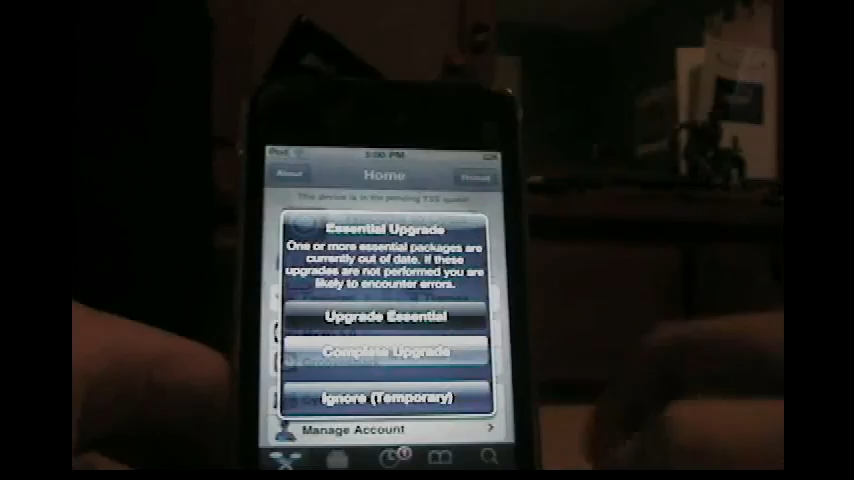 iPod
3:00 PM
About
Home
Reload
This device is in the pending TSS queue
Essential Upgrade
One or more essential packages are
currently out of date. If these
upgrades are not performed you are
likely to encounter errors.
Upgrade Essential
Complete Upgrade
Ignore (Temporary)
Manage Account